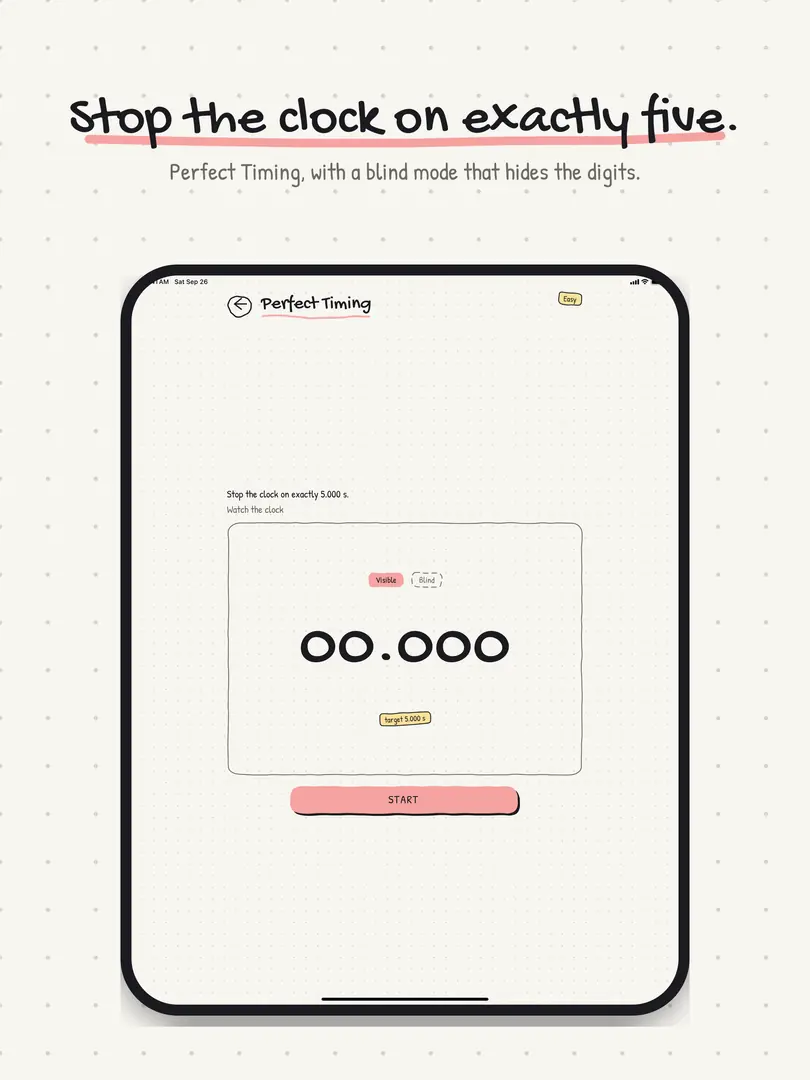 Stop the clock on exactly five.
Perfect Timing, with a blind mode that hides the digits.
AM Sat Sep 26
Perfect Timing
Easy
Stop the clock on exactly 5.000 s.
Watch the clock
Visible Blind
00.000
target 5.000 s
START